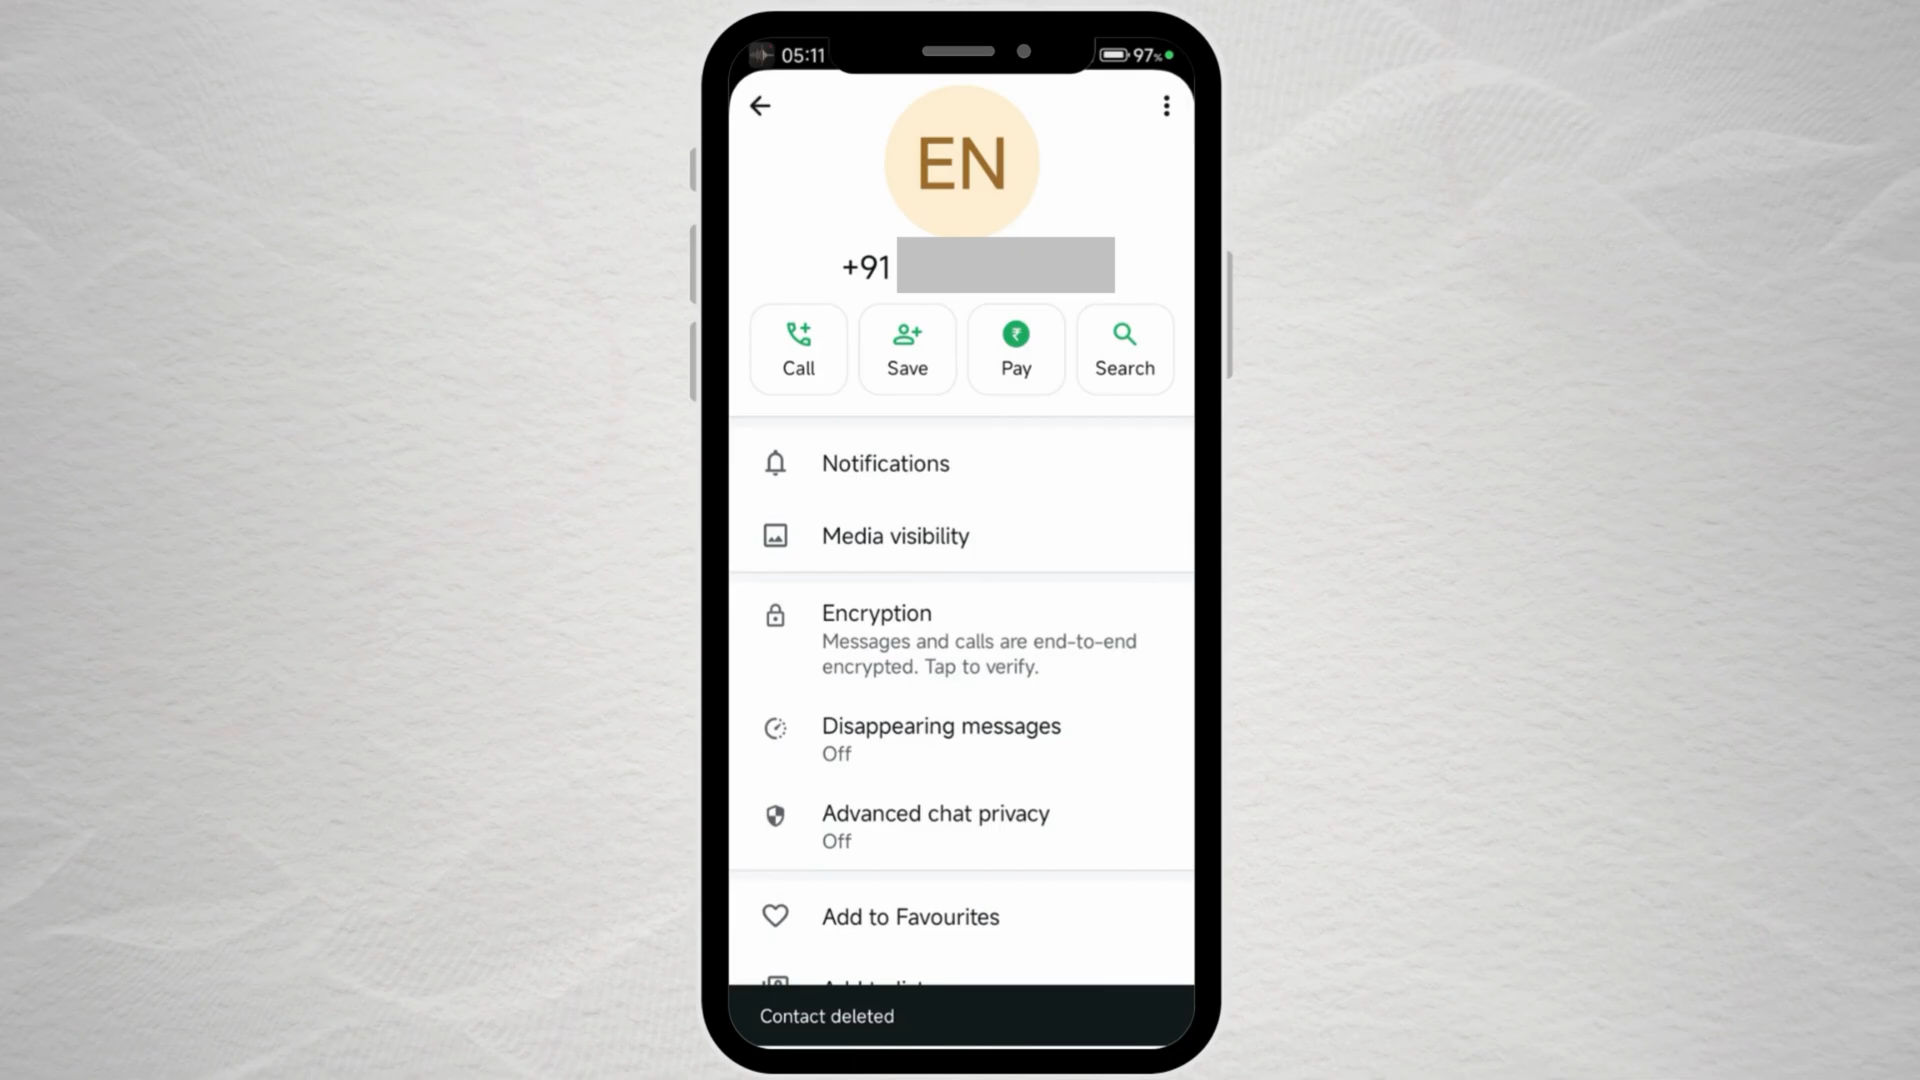 05:11 97%
EN
+91
Call Save Pay Search
Notifications
Media visibility
Encryption
Messages and calls are end-to-end
encrypted. Tap to verify.
Disappearing messages
Off
Advanced chat privacy
Off
Add to Favourites
Contact deleted